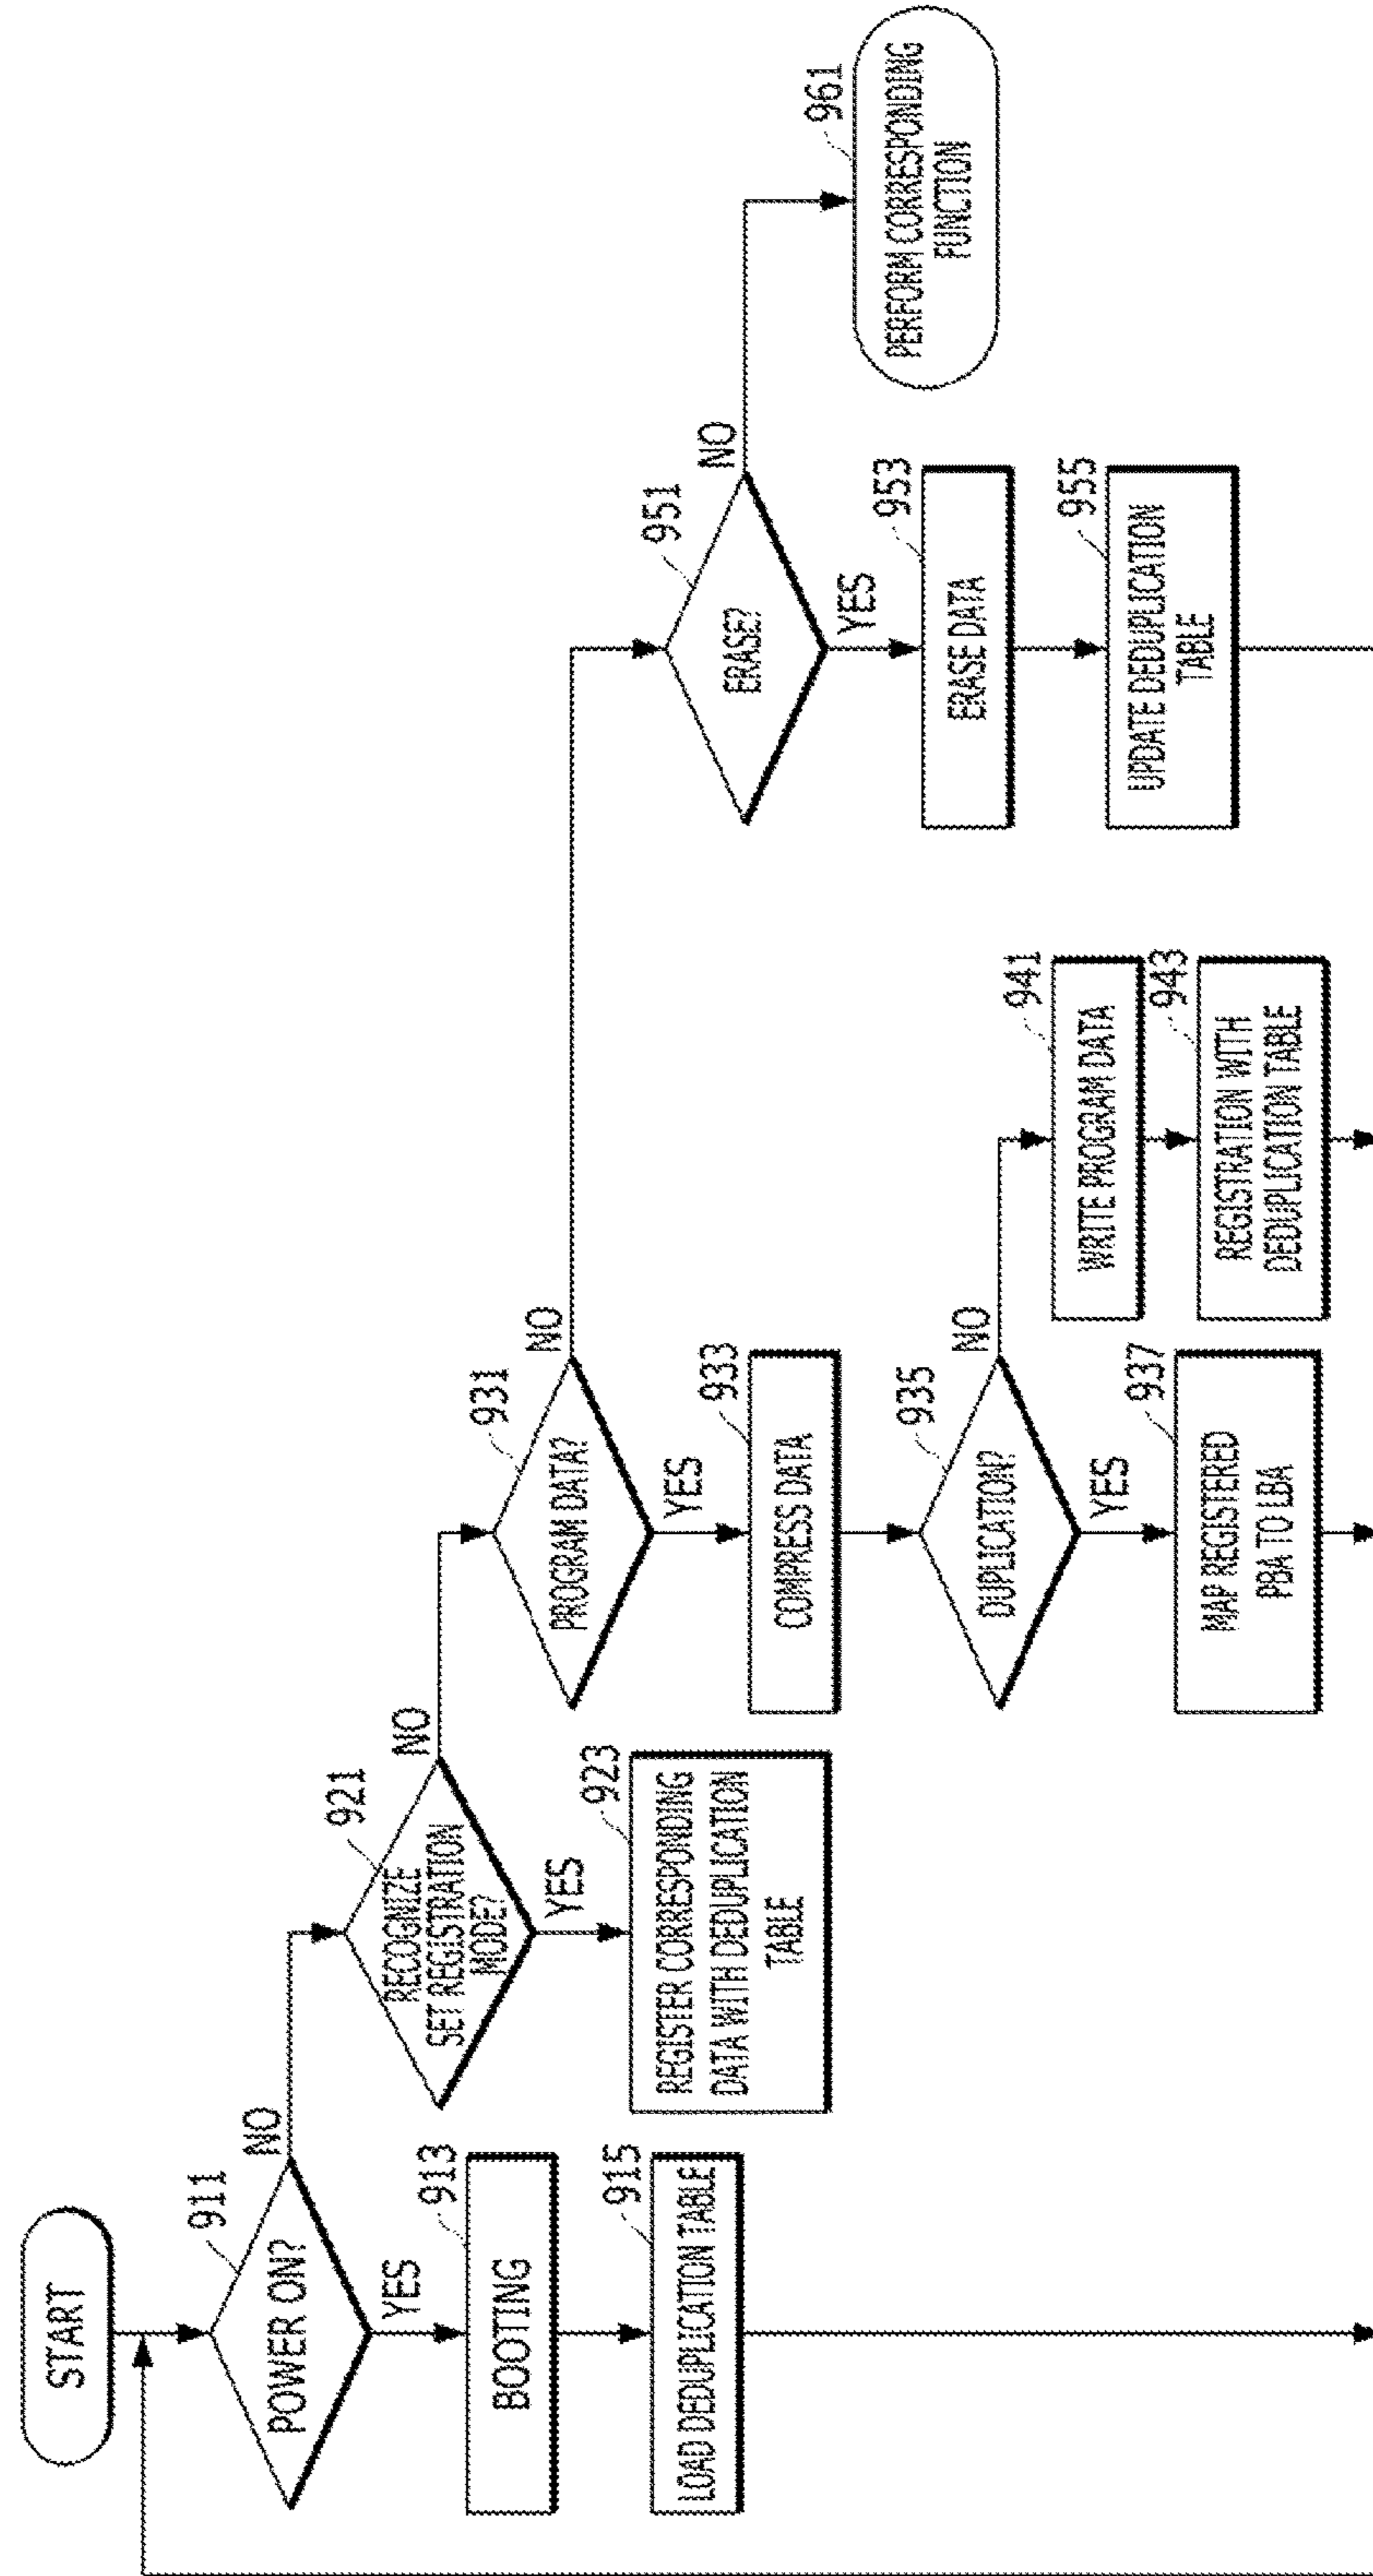 START
911
POWER ON?
NO
YES
913
BOOTING
915
LOAD DEDUPLICATION TABLE
921
RECOGNIZE
SET REGISTRATION
MODE?
NO
YES
923
REGISTER CORRESPONDING
DATA WITH DEDUPLICATION
TABLE
931
PROGRAM DATA?
NO
YES
933
COMPRESS DATA
935
DUPLICATION?
NO
YES
937
MAP REGISTERED
PBA TO LBA
941
WRITE PROGRAM DATA
943
REGISTRATION WITH
DEDUPLICATION TABLE
951
ERASE?
NO
YES
953
ERASE DATA
955
UPDATE DEDUPLICATION
TABLE
961
PERFORM CORRESPONDING
FUNCTION